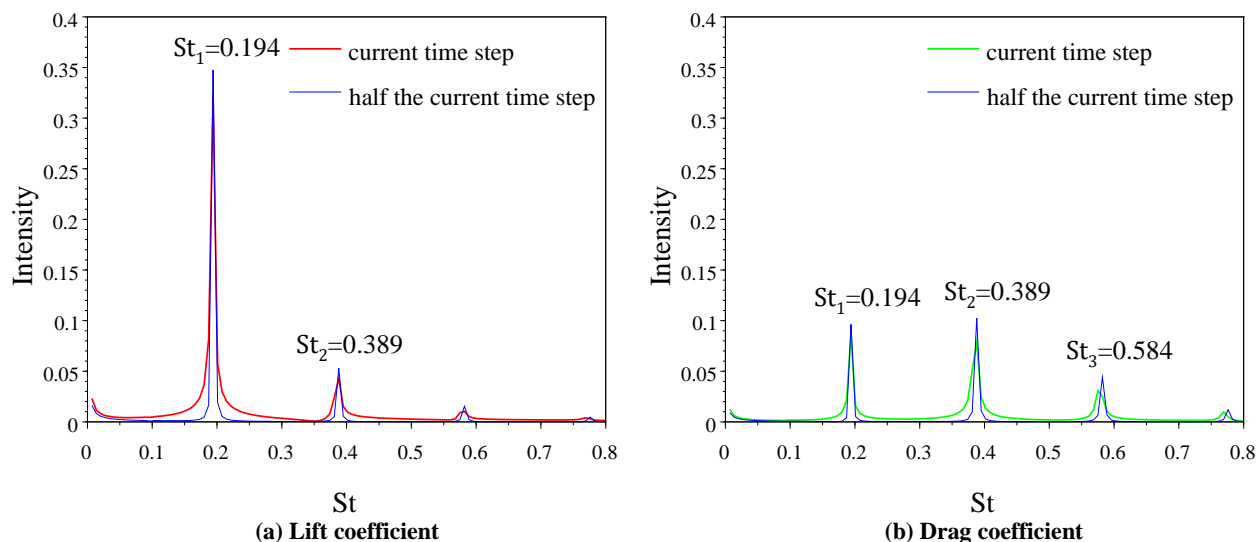 0.4
0.35
0.3
0.25
0.2
0.15
0.1
0.05
0
Intensity
St₁=0.194
St₂=0.389
current time step
half the current time step
0 0.1 0.2 0.3 0.4 0.5 0.6 0.7 0.8
St
(a) Lift coefficient
0.4
0.35
0.3
0.25
0.2
0.15
0.1
0.05
0
Intensity
current time step
half the current time step
St₁=0.194
St₂=0.389
St₃=0.584
0 0.1 0.2 0.3 0.4 0.5 0.6 0.7 0.8
St
(b) Drag coefficient